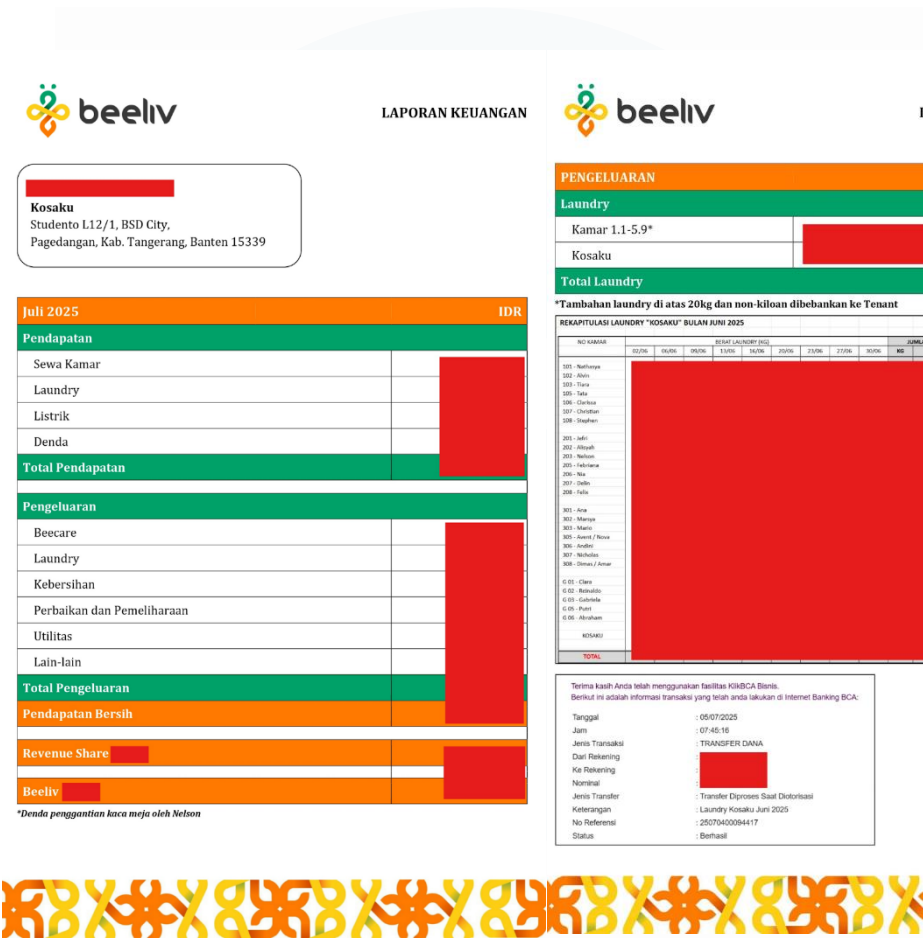 beeliv
LAPORAN KEUANGAN
Kosaku
Studento L12/1, BSD City,
Pagedangan, Kab. Tangerang, Banten 15339
Juli 2025 IDR
Pendapatan
Sewa Kamar
Laundry
Listrik
Denda
Total Pendapatan
Pengeluaran
Beecare
Laundry
Kebersihan
Perbaikan dan Pemeliharaan
Utilitas
Lain-lain
Total Pengeluaran
Pendapatan Bersih
Revenue Share
Beeliv
*Denda penggantian kaca meja oleh Nelson
beeliv
PENGELUARAN
Laundry
Kamar 1.1-5.9*
Kosaku
Total Laundry
*Tambahan laundry di atas 20kg dan non-kiloan dibebankan ke Tenant
REKAPITULASI LAUNDRY "KOSAKU" BULAN JUNI 2025
NO KAMAR BERAT LAUNDRY (KG)
02/06 06/06 09/06 13/06 16/06 20/06 23/06 27/06 30/06 KG
101 - Nathasya
102 - Alvin
103 - Tiara
105 - Tata
106 - Clarissa
107 - Christian
108 - Stephen
201 - Jefri
202 - Alisyah
203 - Nelson
205 - Febriana
206 - Nia
207 - Delin
208 - Felis
301 - Ana
302 - Marsya
303 - Mario
305 - Avent / Nova
306 - Andini
307 - Nicholas
308 - Dimas / Amar
G 01 - Clara
G 02 - Reinaldo
G 03 - Gabriela
G 05 - Putri
G 06 - Abraham
KOSAKU
TOTAL
Terima kasih Anda telah menggunakan fasilitas KlikBCA Bisnis.
Berikut ini adalah informasi transaksi yang telah anda lakukan di Internet Banking BCA:
Tanggal : 05/07/2025
Jam : 07:45:16
Jenis Transaksi : TRANSFER DANA
Dari Rekening :
Ke Rekening :
Nominal :
Jenis Transfer : Transfer Diproses Saat Diotorisasi
Keterangan : Laundry Kosaku Juni 2025
No Referensi : 25070400094417
Status : Berhasil